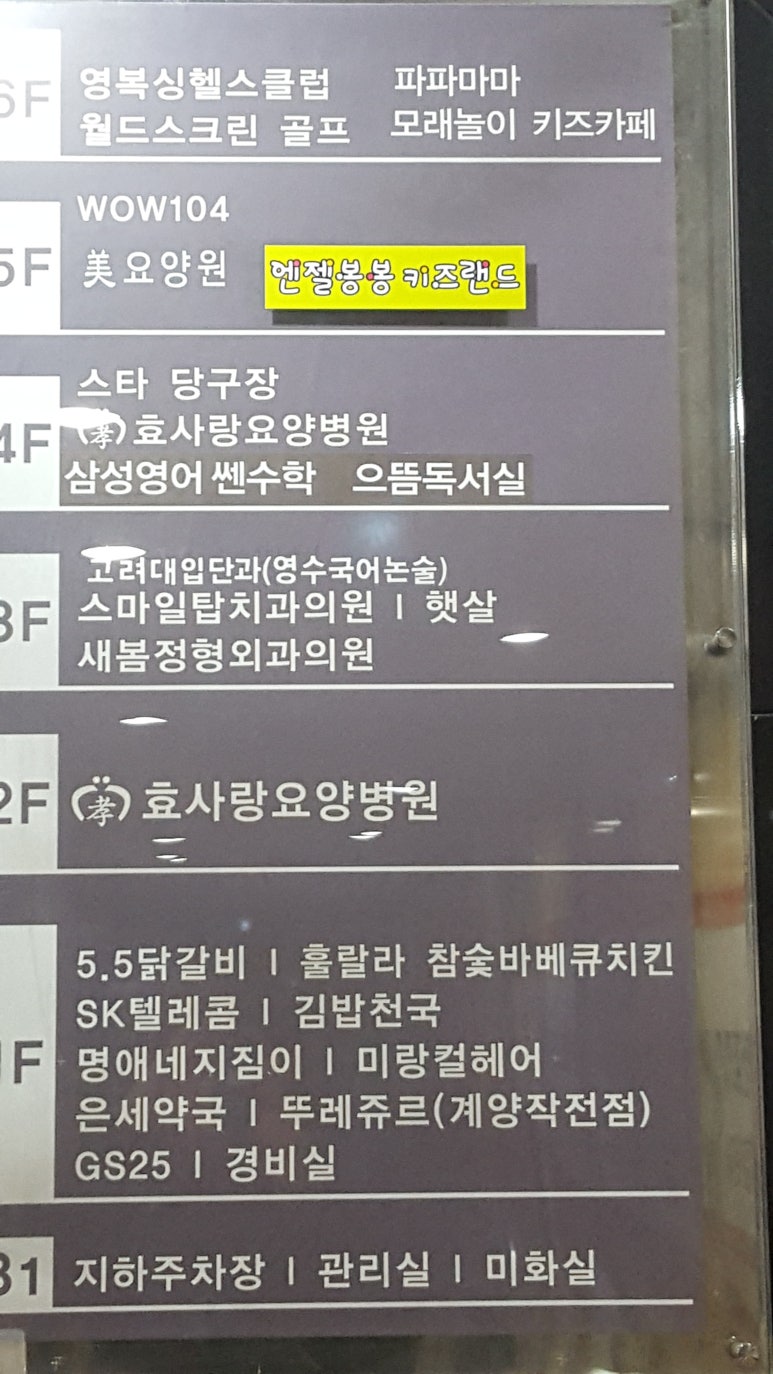 6F
영복싱헬스클럽 파파마마
월드스크린 골프 모래놀이 키즈카페
5F
WOW104
美요양원 엔젤봉봉 키즈랜드
4F
스타 당구장
(孝)효사랑요양병원
삼성영어 쎈수학 으뜸독서실
3F
고려대입단과(영수국어논술)
스마일탑치과의원 | 햇살
새봄정형외과의원
2F
(孝)효사랑요양병원
1F
5.5닭갈비 | 훌랄라 참숯바베큐치킨
SK텔레콤 | 김밥천국
명애네지짐이 | 미랑컬헤어
은세약국 | 뚜레쥬르(계양작전점)
GS25 | 경비실
B1
지하주차장 | 관리실 | 미화실